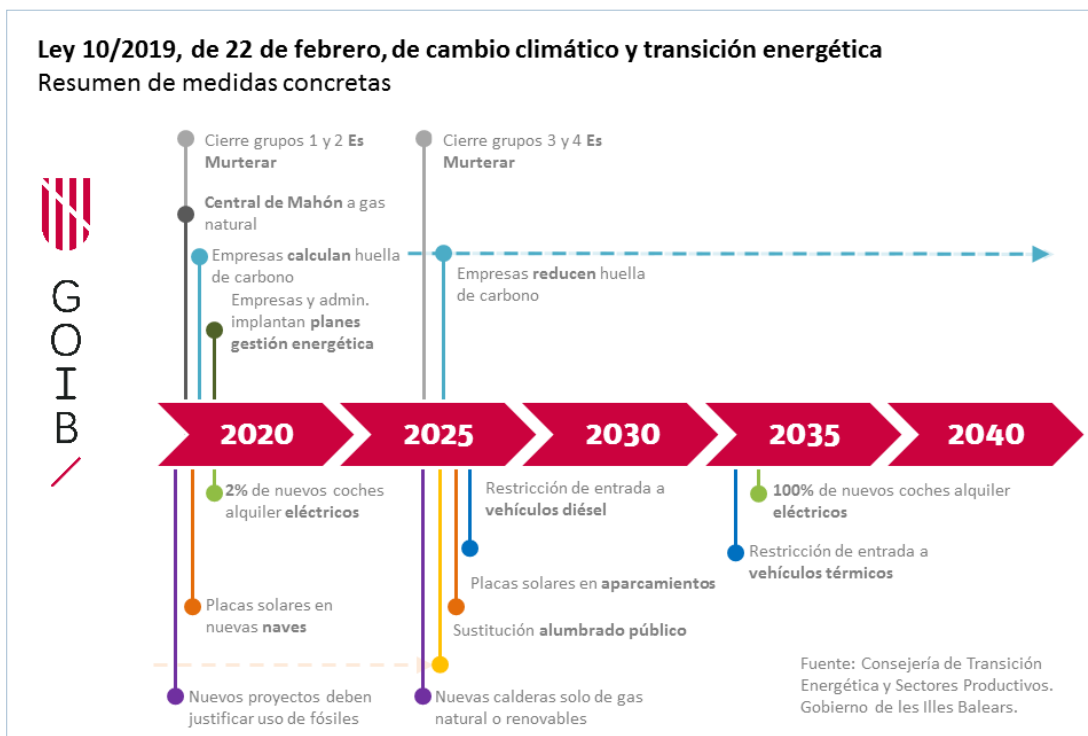 Ley 10/2019, de 22 de febrero, de cambio climático y transición energética
Resumen de medidas concretas
GOIB
Cierre grupos 1 y 2 Es
Murterar
Central de Mahón a gas
natural
Empresas calculan huella
de carbono
Empresas y admin.
implantan planes
gestión energética
Cierre grupos 3 y 4 Es
Murterar
Empresas reducen huella
de carbono
2020
2025
2030
2035
2040
2% de nuevos coches
alquiler eléctricos
Placas solares en
nuevas naves
Nuevos proyectos deben
justificar uso de fósiles
Restricción de entrada a
vehículos diésel
Placas solares en aparcamientos
Sustitución alumbrado público
Nuevas calderas solo de gas
natural o renovables
100% de nuevos coches alquiler
eléctricos
Restricción de entrada a
vehículos térmicos
Fuente: Consejería de Transición
Energética y Sectores Productivos.
Gobierno de les Illes Balears.